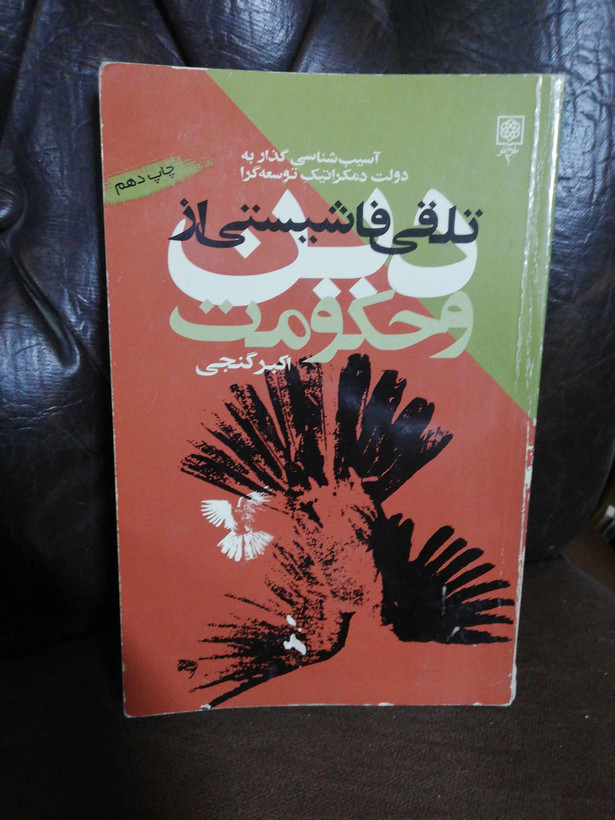 آسیب‌شناسی گذار به
دولت دمکراتیک توسعه‌گرا
چاپ دهم
تلقی فاشیستی از
دین
و حکومت
اکبر گنجی